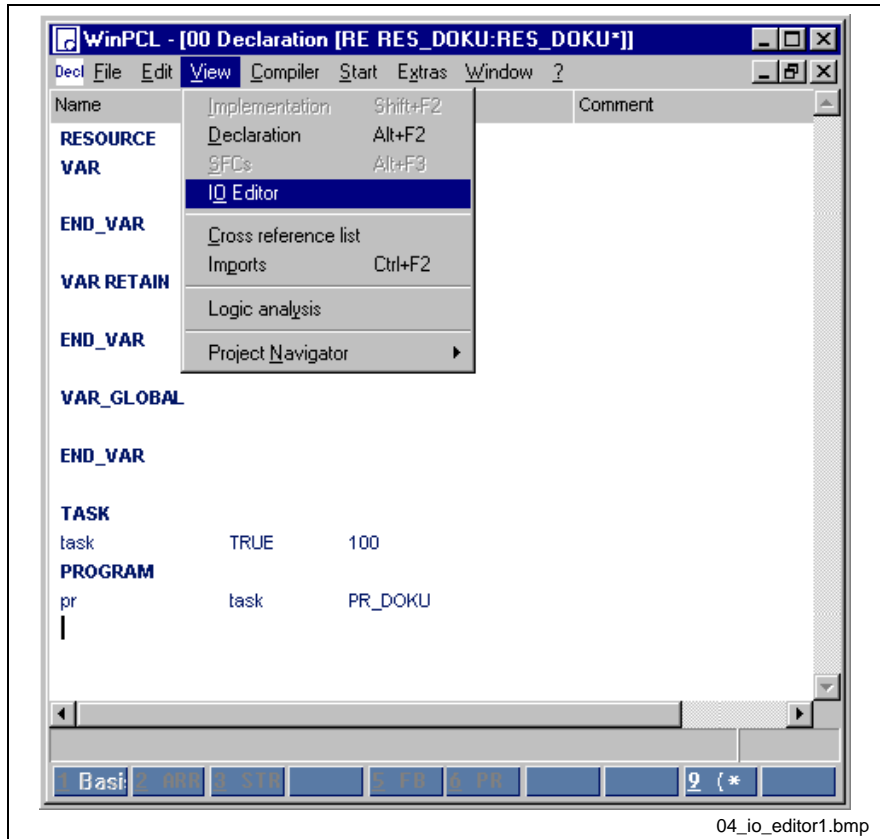 WinPCL - [00 Declaration [RE RES_DOKU:RES_DOKU*]]
Decl File Edit View Compiler Start Extras Window ?
Name Comment
Implementation Shift+F2
Declaration Alt+F2
SFCs Alt+F3
IO Editor
Cross reference list
Imports Ctrl+F2
Logic analysis
Project Navigator
RESOURCE
VAR
END_VAR
VAR RETAIN
END_VAR
VAR_GLOBAL
END_VAR
TASK
task TRUE 100
PROGRAM
pr task PR_DOKU
1 Basi 2 ARR 3 STR 5 FB 6 PR 9 (*
04_io_editor1.bmp